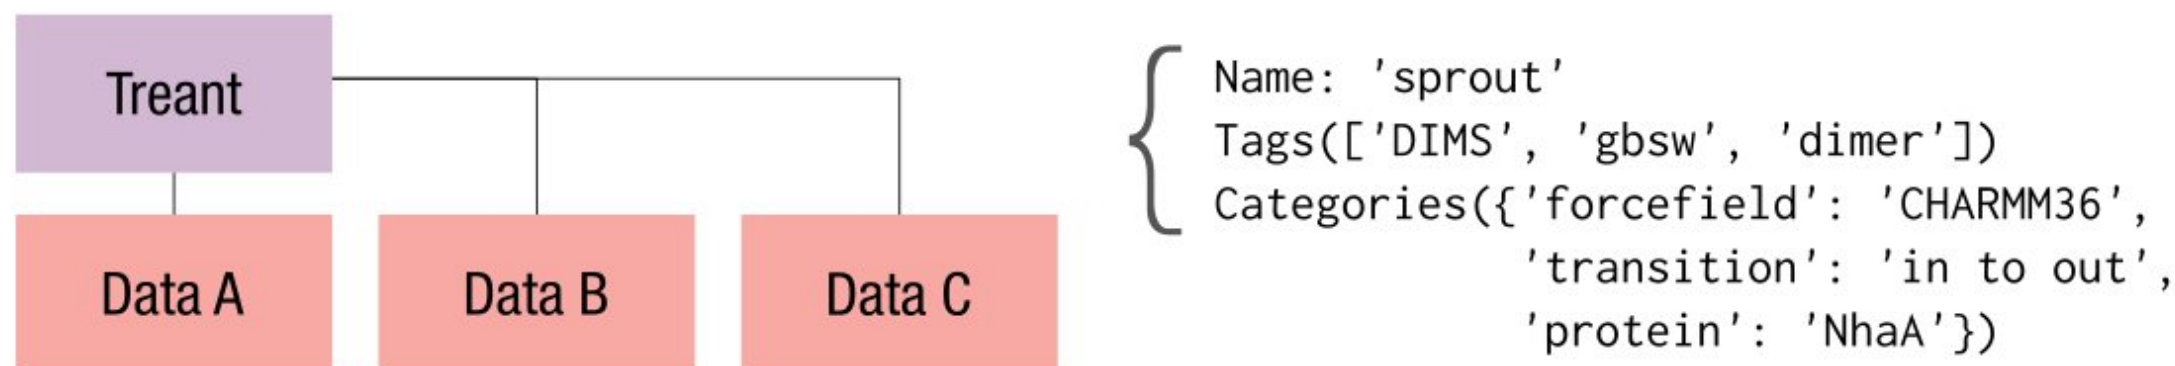 Treant
Data A
Data B
Data C
Name: 'sprout'
Tags(['DIMS', 'gbsw', 'dimer'])
Categories({'forcefield': 'CHARMM36',
'transition': 'in to out',
'protein': 'NhaA'})